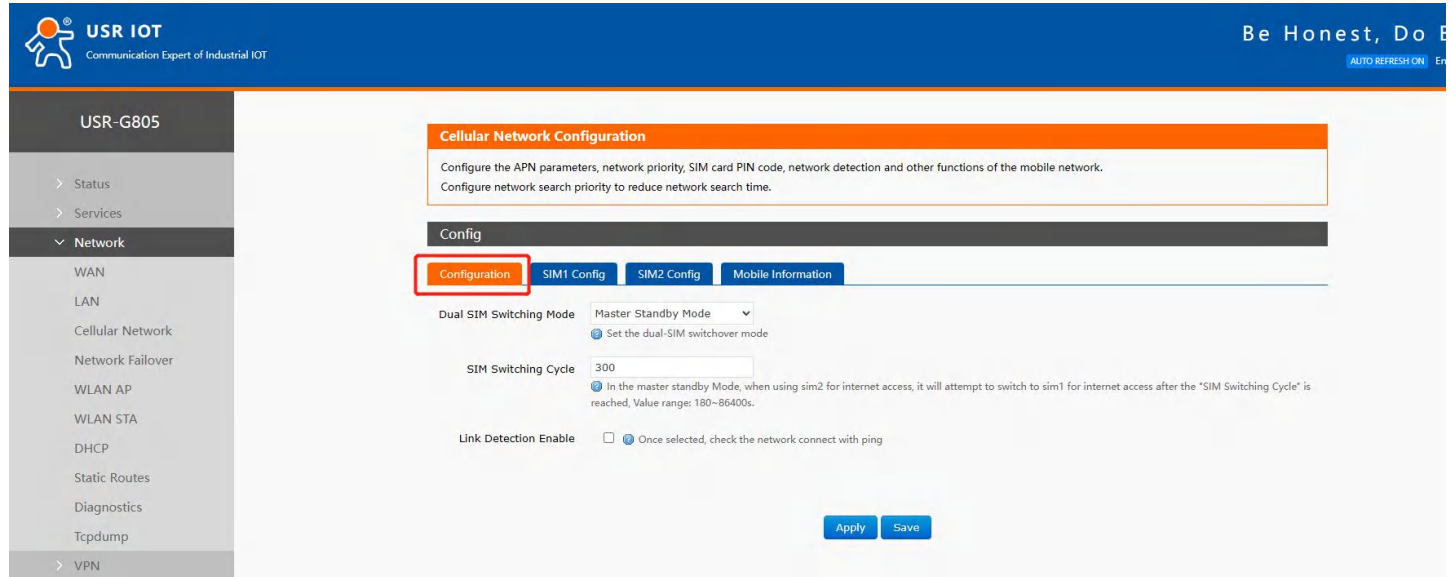 USR IOT
Communication Expert of Industrial IOT
Be Honest, Do
AUTO REFRESH ON
USR-G805
Status
Services
Network
WAN
LAN
Cellular Network
Network Failover
WLAN AP
WLAN STA
DHCP
Static Routes
Diagnostics
Tcpdump
VPN
Cellular Network Configuration
Configure the APN parameters, network priority, SIM card PIN code, network detection and other functions of the mobile network.
Configure network search priority to reduce network search time.
Config
Configuration SIM1 Config SIM2 Config Mobile Information
Dual SIM Switching Mode Master Standby Mode
Set the dual-SIM switchover mode
SIM Switching Cycle 300
In the master standby Mode, when using sim2 for internet access, it will attempt to switch to sim1 for internet access after the "SIM Switching Cycle" is
reached, Value range: 180~86400s.
Link Detection Enable Once selected, check the network connect with ping
Apply Save